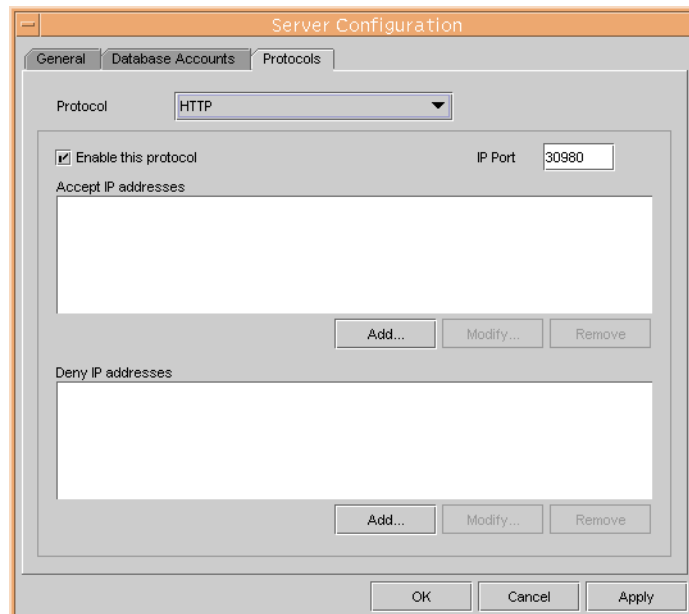 Server Configuration
General Database Accounts Protocols
Protocol HTTP
Enable this protocol IP Port 30980
Accept IP addresses
Add... Modify... Remove
Deny IP addresses
Add... Modify... Remove
OK Cancel Apply